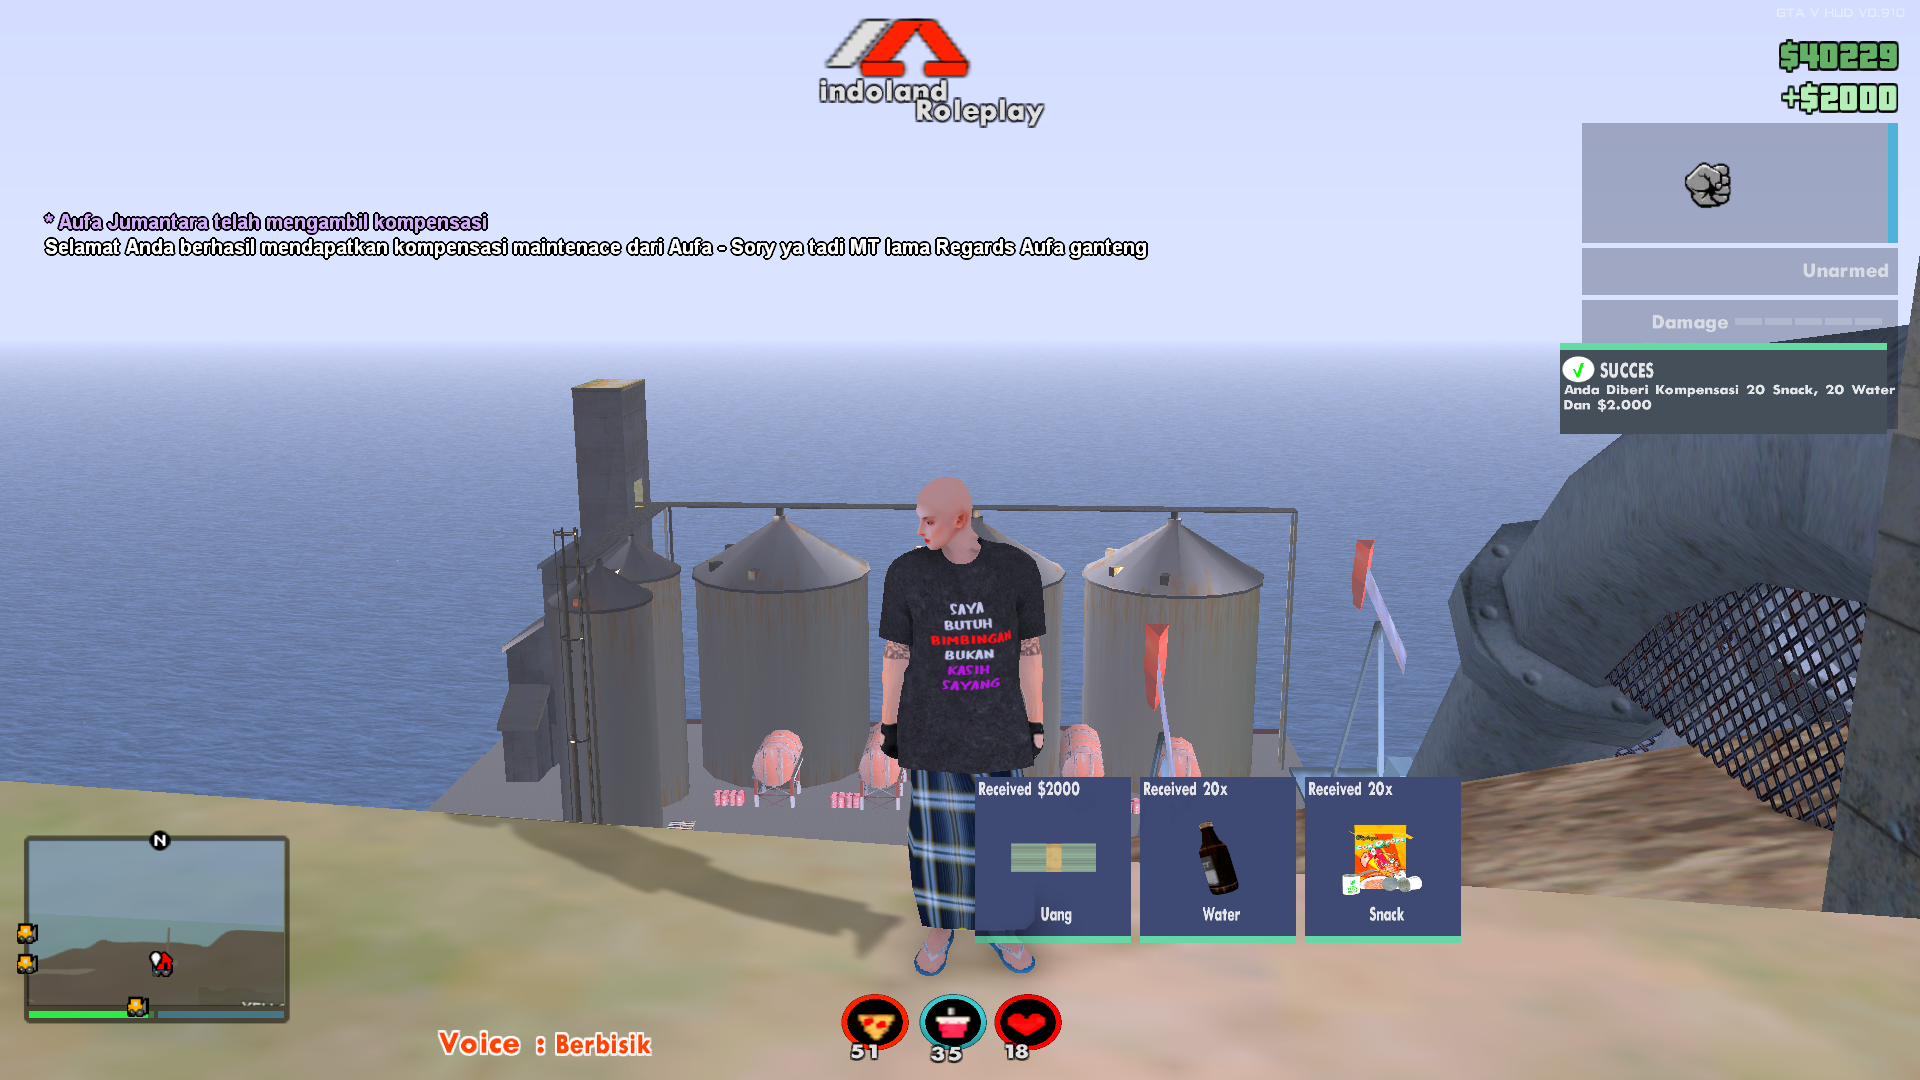 GTA V HUD V0.910
indoland
Roleplay
$40229
+$2000
* Aufa Jumantara telah mengambil kompensasi
Selamat Anda berhasil mendapatkan kompensasi maintenace dari Aufa - Sory ya tadi MT lama Regards Aufa ganteng
Unarmed
Damage
SUCCES
Anda Diberi Kompensasi 20 Snack, 20 Water
Dan $2.000
SAYA
BUTUH
BIMBINGAN
BUKAN
KASIH
SAYANG
Received $2000
Uang
Received 20x
Water
Received 20x
Snack
N
Voice : Berbisik
51
35
18